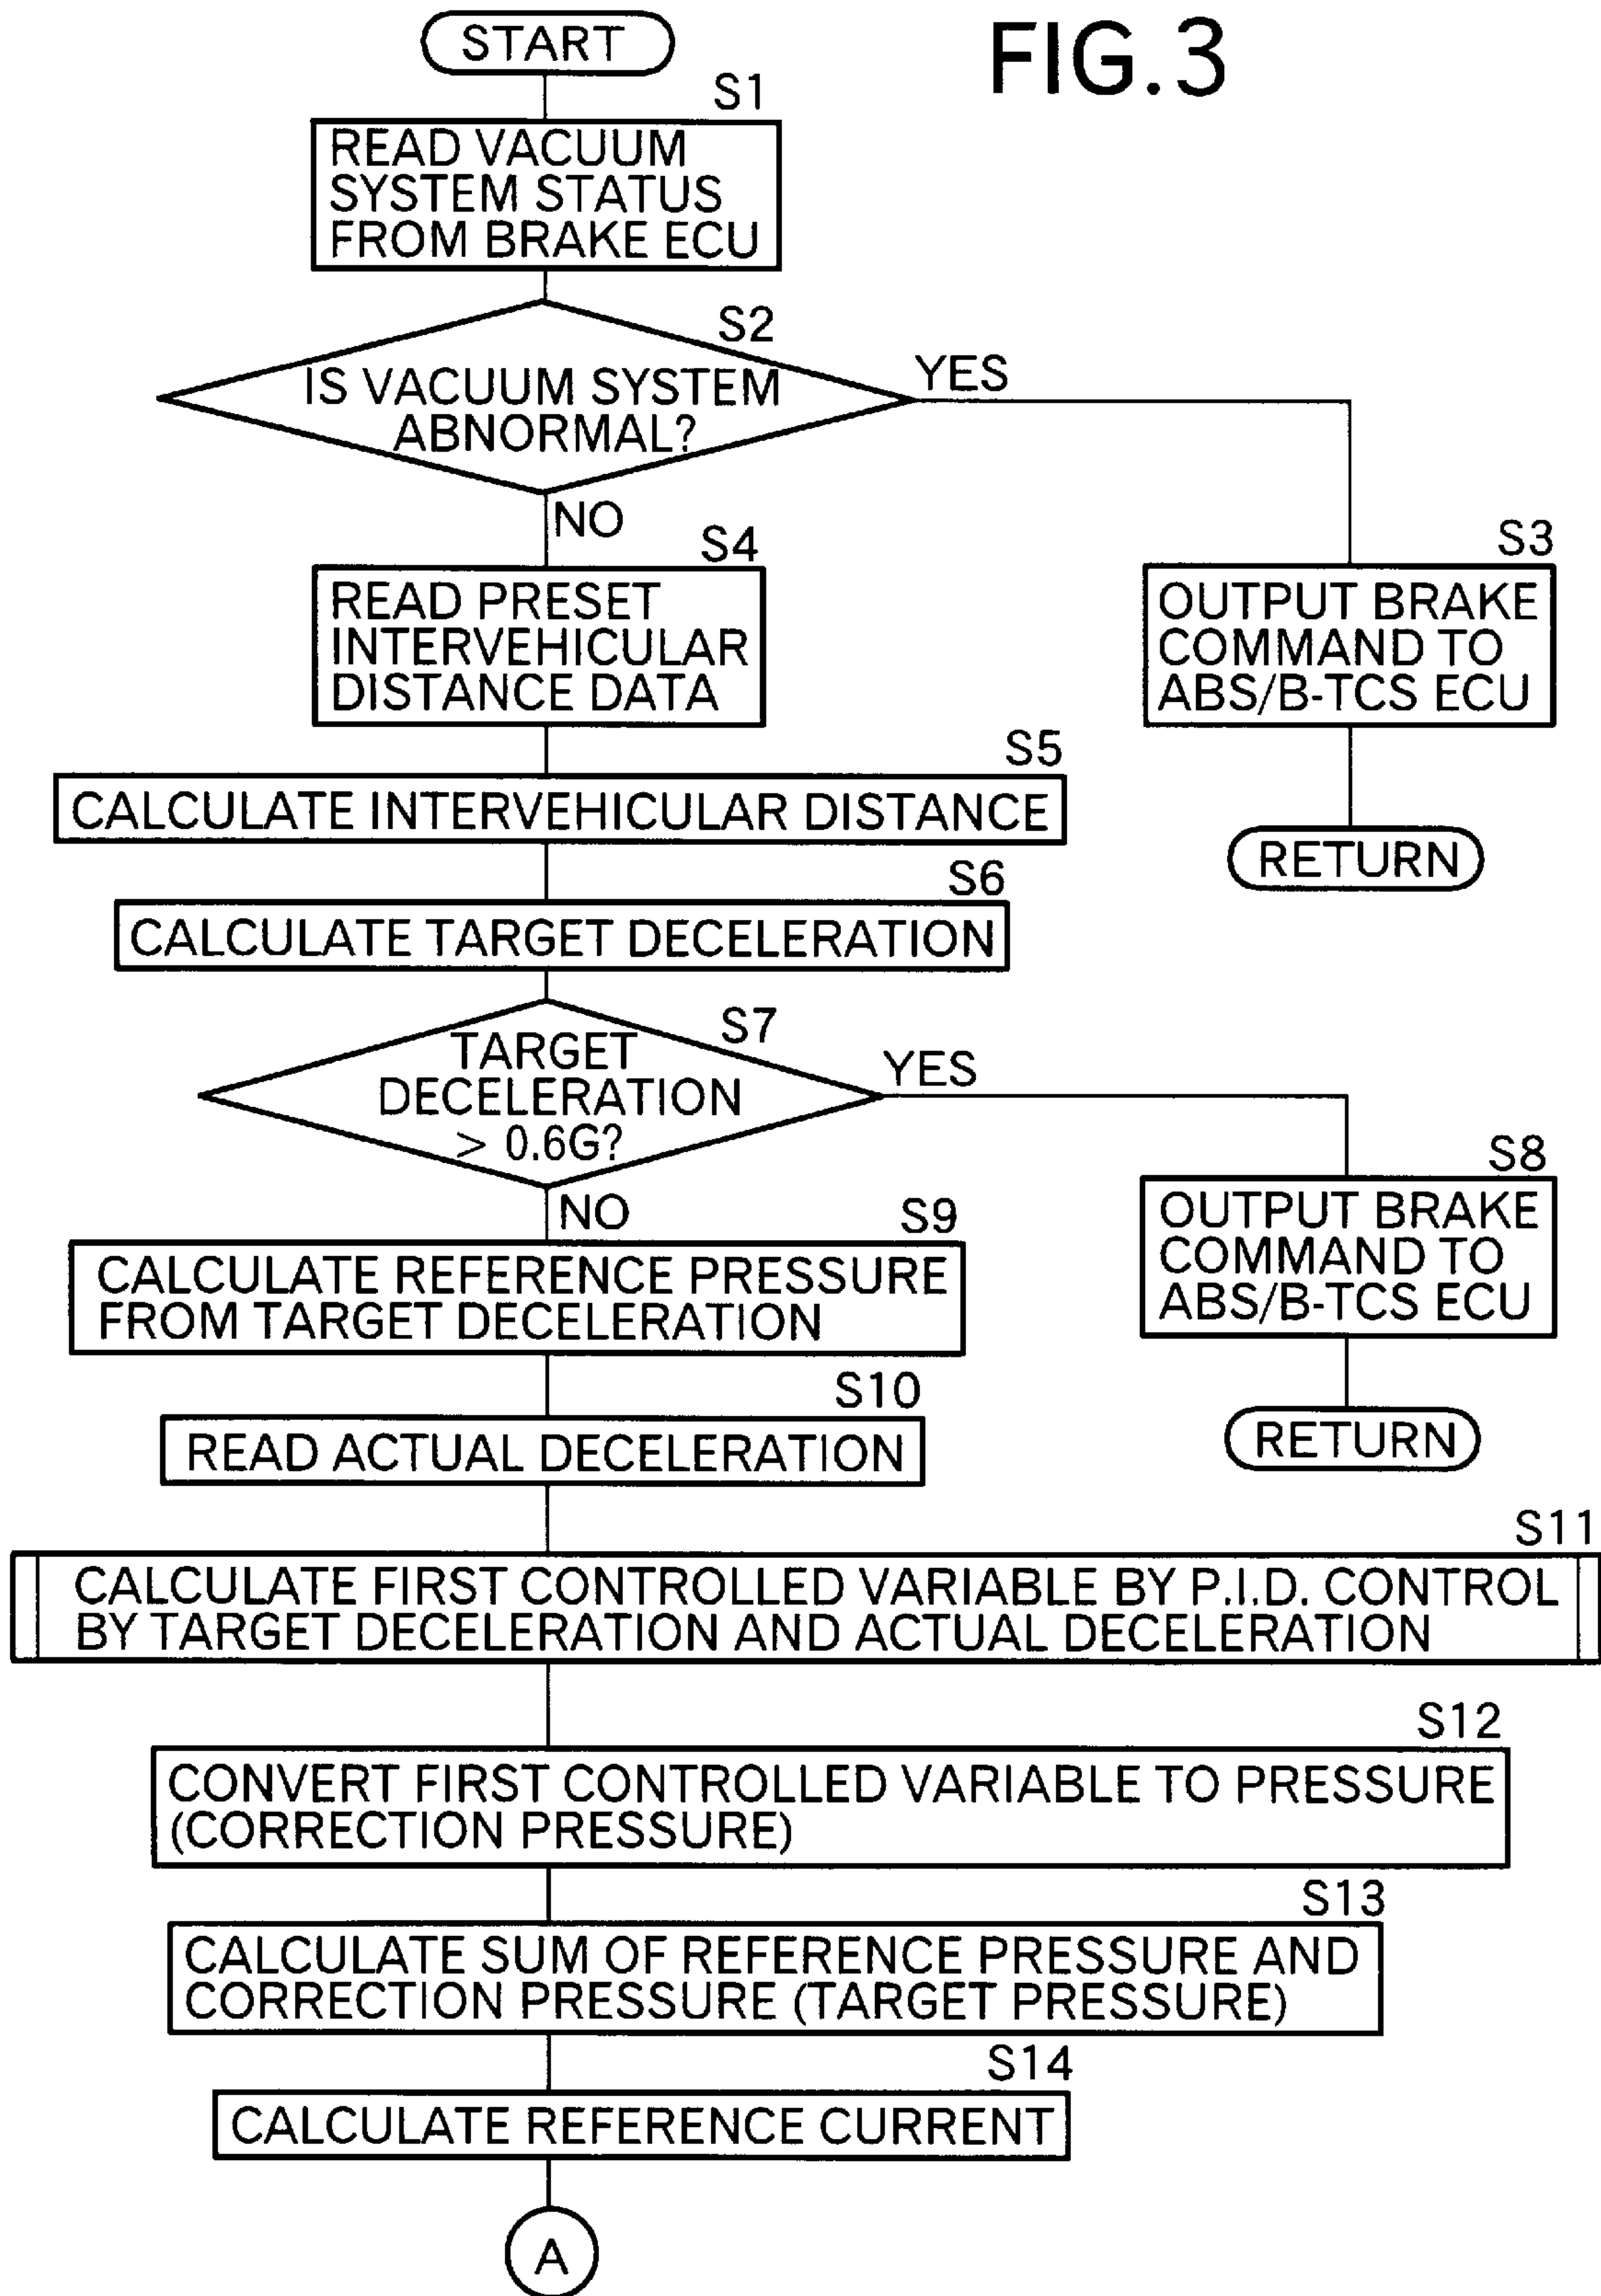 START
FIG.3
S1
READ VACUUM
SYSTEM STATUS
FROM BRAKE ECU
S2
IS VACUUM SYSTEM
ABNORMAL?
YES
NO
S3
OUTPUT BRAKE
COMMAND TO
ABS/B-TCS ECU
RETURN
S4
READ PRESET
INTERVEHICULAR
DISTANCE DATA
S5
CALCULATE INTERVEHICULAR DISTANCE
S6
CALCULATE TARGET DECELERATION
S7
TARGET
DECELERATION
> 0.6G?
YES
NO
S8
OUTPUT BRAKE
COMMAND TO
ABS/B-TCS ECU
RETURN
S9
CALCULATE REFERENCE PRESSURE
FROM TARGET DECELERATION
S10
READ ACTUAL DECELERATION
S11
CALCULATE FIRST CONTROLLED VARIABLE BY P.I.D. CONTROL
BY TARGET DECELERATION AND ACTUAL DECELERATION
S12
CONVERT FIRST CONTROLLED VARIABLE TO PRESSURE
(CORRECTION PRESSURE)
S13
CALCULATE SUM OF REFERENCE PRESSURE AND
CORRECTION PRESSURE (TARGET PRESSURE)
S14
CALCULATE REFERENCE CURRENT
A